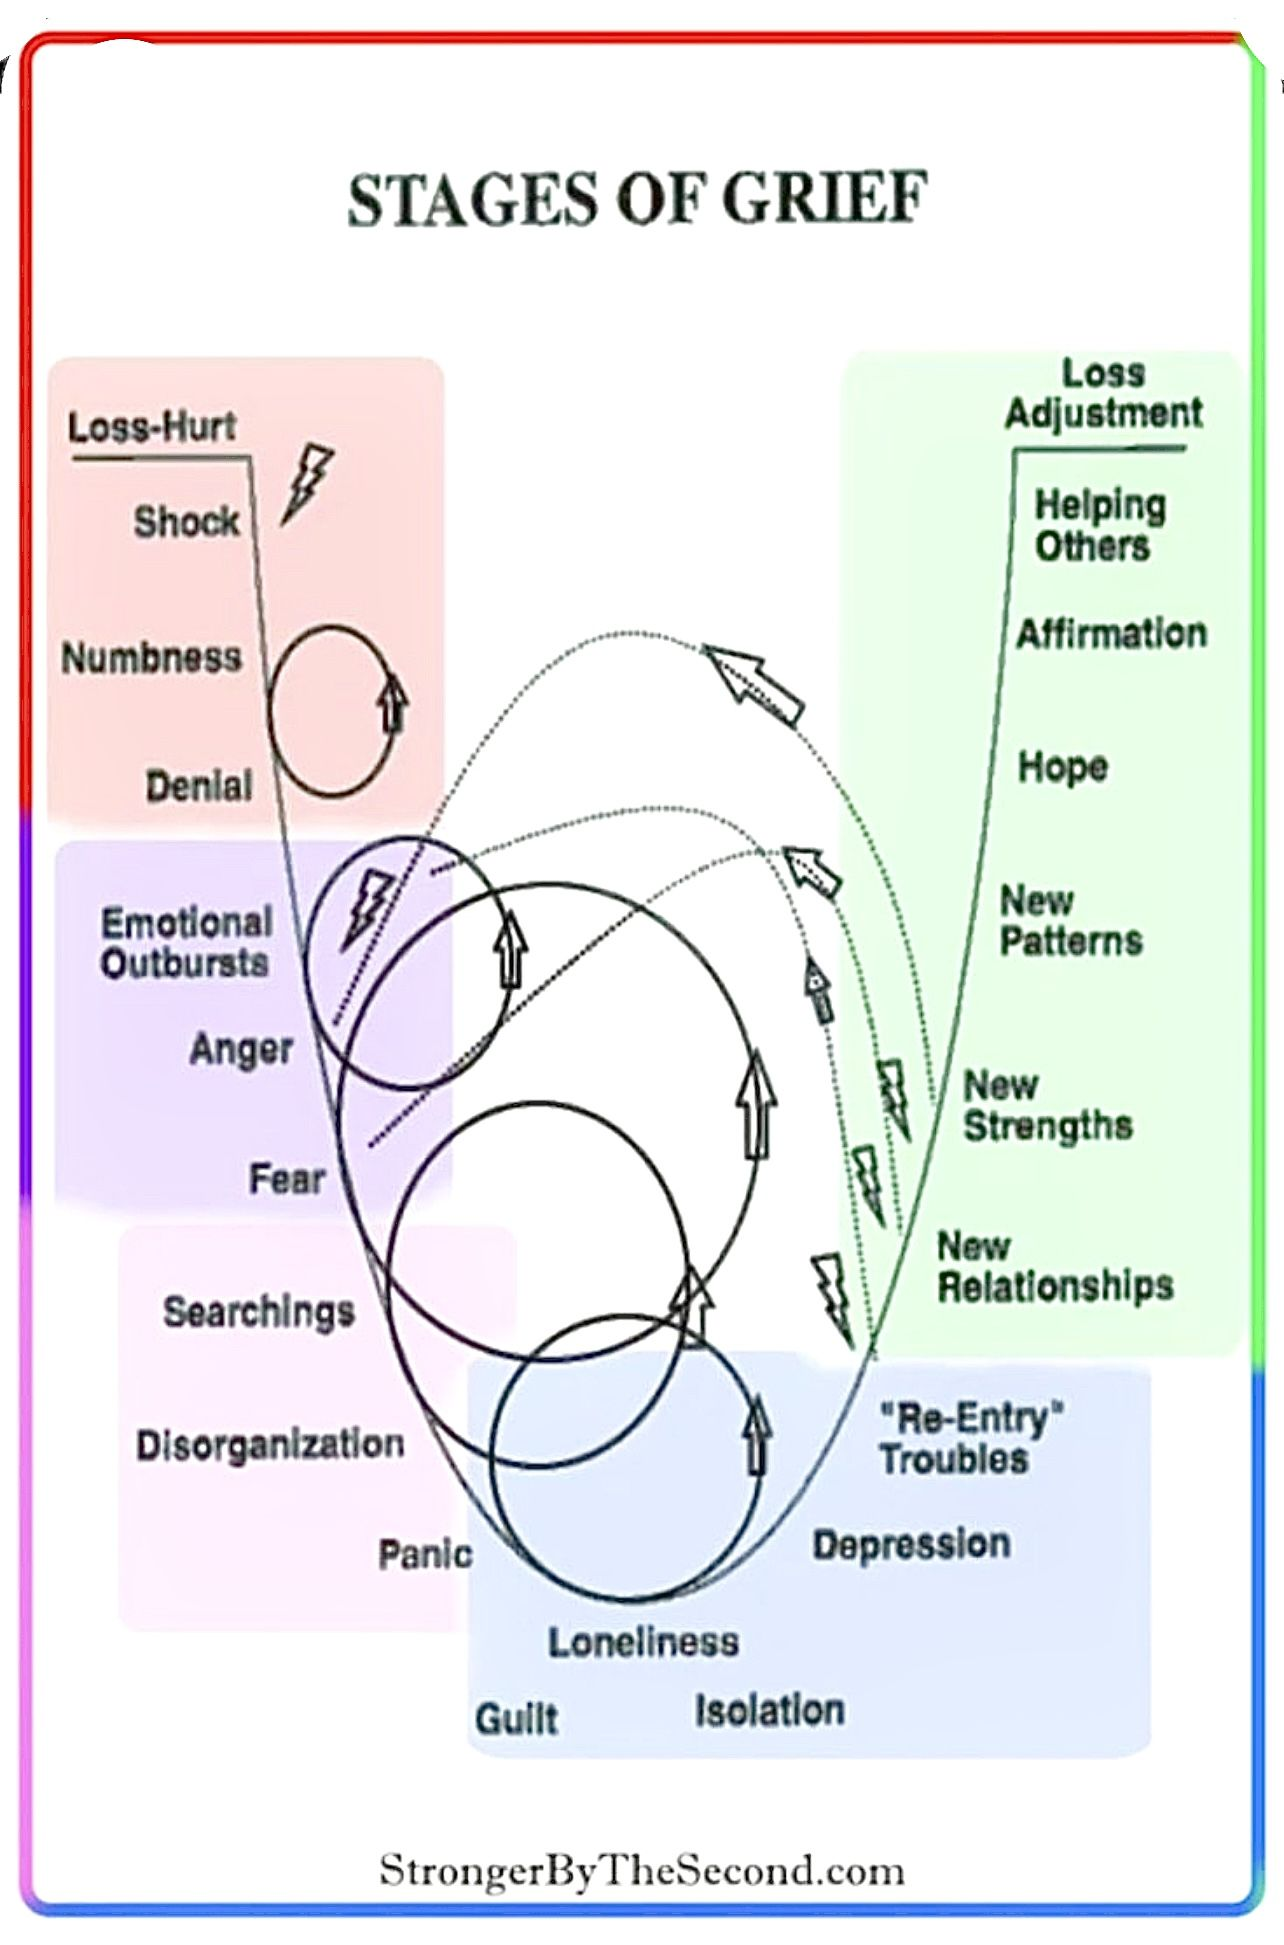 STAGES OF GRIEF
Loss-Hurt
Shock
Numbness
Denial
Emotional
Outbursts
Anger
Fear
Searchings
Disorganization
Panic
Guilt
Loneliness
Isolation
Depression
"Re-Entry"
Troubles
New
Relationships
New
Strengths
New
Patterns
Hope
Affirmation
Helping
Others
Loss
Adjustment
StrongerByTheSecond.com